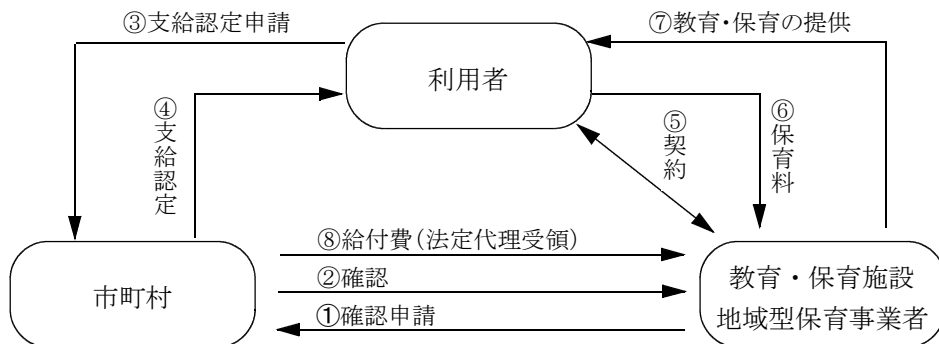 ③支給認定申請
⑦教育・保育の提供
利用者
④支給認定
⑤契約
⑥保育料
⑧給付費(法定代理受領)
②確認
①確認申請
市町村
教育・保育施設
地域型保育事業者